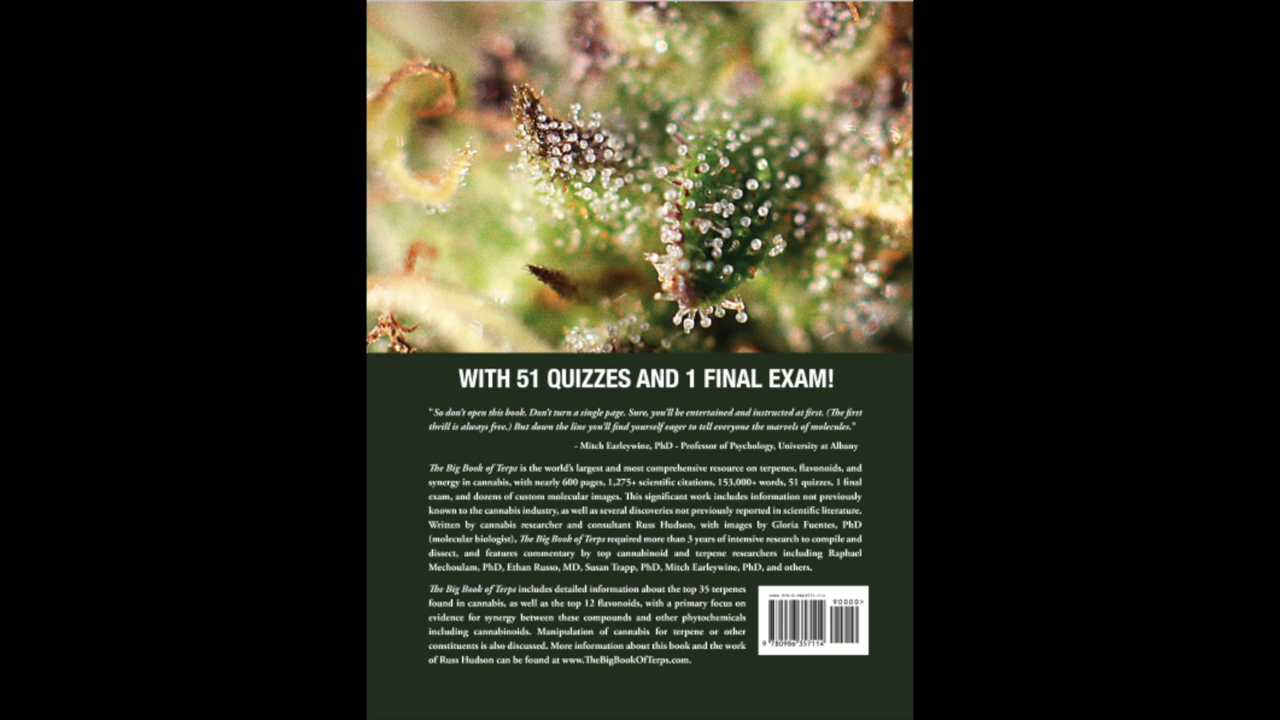 WITH 51 QUIZZES AND 1 FINAL EXAM!
"So don't open this book. Don't turn a single page. Sure, you'll be entertained and instructed at first. (The first
thrill is always free.) But down the line you'll find yourself eager to tell everyone the marvels of molecules."
- Mitch Earleywine, PhD - Professor of Psychology, University at Albany
The Big Book of Terps is the world's largest and most comprehensive resource on terpenes, flavonoids, and
synergy in cannabis, with nearly 600 pages, 1,275+ scientific citations, 153,000+ words, 51 quizzes, 1 final
exam, and dozens of custom molecular images. This significant work includes information not previously
known to the cannabis industry, as well as several discoveries not previously reported in scientific literature.
Written by cannabis researcher and consultant Russ Hudson, with images by Gloria Fuentes, PhD
(molecular biologist), The Big Book of Terps required more than 3 years of intensive research to compile and
dissect, and features commentary by top cannabinoid and terpene researchers including Raphael
Mechoulam, PhD, Ethan Russo, MD, Susan Trapp, PhD, Mitch Earleywine, PhD, and others.
The Big Book of Terps includes detailed information about the top 35 terpenes
found in cannabis, as well as the top 12 flavonoids, with a primary focus on
evidence for synergy between these compounds and other phytochemicals
including cannabinoids. Manipulation of cannabis for terpene or other
constituents is also discussed. More information about this book and the work
of Russ Hudson can be found at www.TheBigBookOfTerps.com.
90000>
9 780986 357114